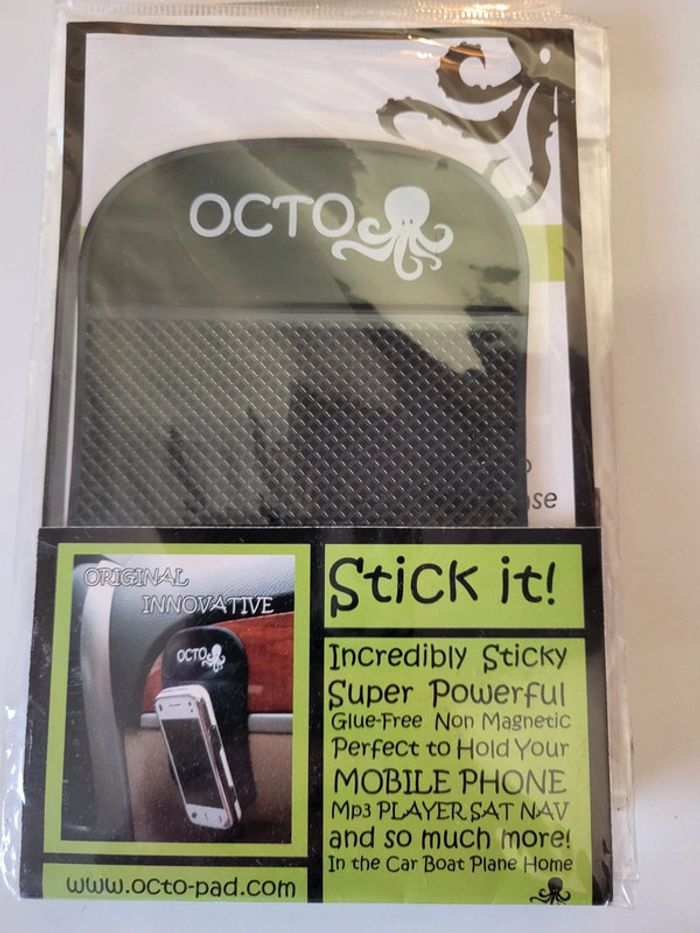 OCTO
se
ORIGINAL
INNOVATIVE
OCTO
www.octo-pad.com
Stick it!
Incredibly Sticky
Super Powerful
Glue-Free Non Magnetic
Perfect to Hold Your
MOBILE PHONE
Mp3 PLAYER SAT NAV
and so much more!
In the Car Boat Plane Home